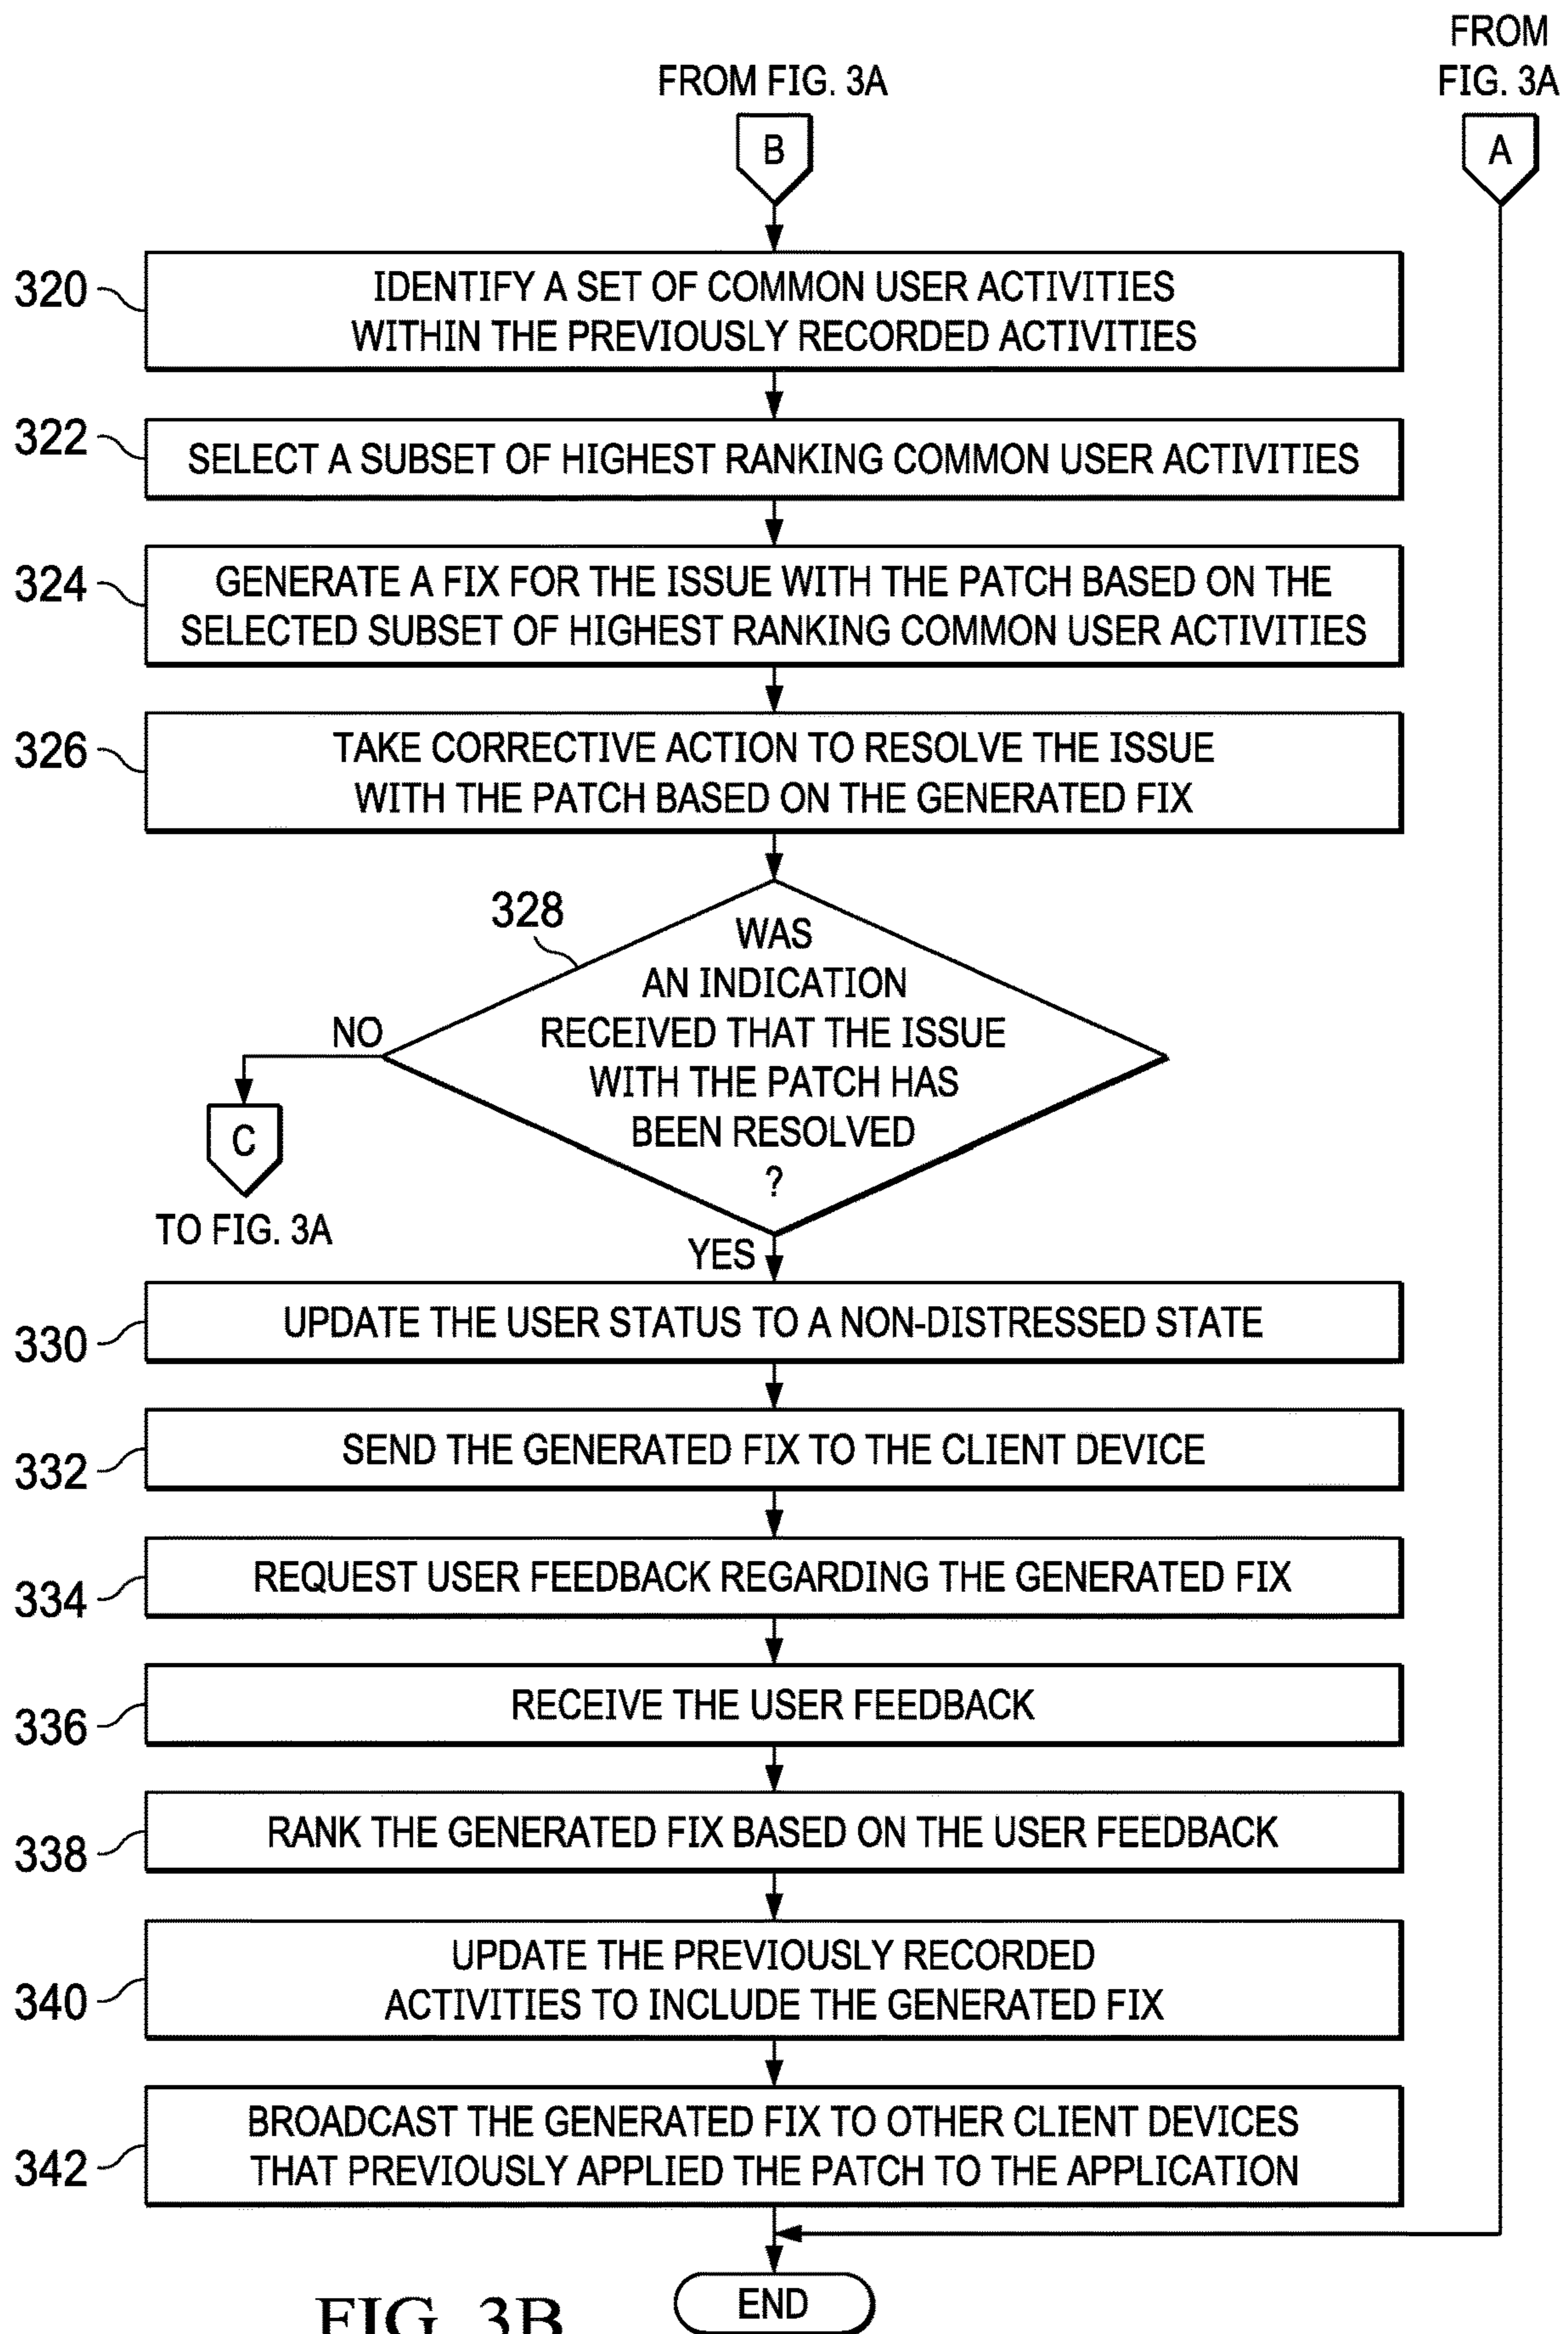 FROM FIG. 3A
B
FROM
FIG. 3A
A
320
IDENTIFY A SET OF COMMON USER ACTIVITIES
WITHIN THE PREVIOUSLY RECORDED ACTIVITIES
322
SELECT A SUBSET OF HIGHEST RANKING COMMON USER ACTIVITIES
324
GENERATE A FIX FOR THE ISSUE WITH THE PATCH BASED ON THE
SELECTED SUBSET OF HIGHEST RANKING COMMON USER ACTIVITIES
326
TAKE CORRECTIVE ACTION TO RESOLVE THE ISSUE
WITH THE PATCH BASED ON THE GENERATED FIX
328
WAS
AN INDICATION
RECEIVED THAT THE ISSUE
WITH THE PATCH HAS
BEEN RESOLVED
?
NO
C
TO FIG. 3A
YES
330
UPDATE THE USER STATUS TO A NON-DISTRESSED STATE
332
SEND THE GENERATED FIX TO THE CLIENT DEVICE
334
REQUEST USER FEEDBACK REGARDING THE GENERATED FIX
336
RECEIVE THE USER FEEDBACK
338
RANK THE GENERATED FIX BASED ON THE USER FEEDBACK
340
UPDATE THE PREVIOUSLY RECORDED
ACTIVITIES TO INCLUDE THE GENERATED FIX
342
BROADCAST THE GENERATED FIX TO OTHER CLIENT DEVICES
THAT PREVIOUSLY APPLIED THE PATCH TO THE APPLICATION
END
FIG. 3B